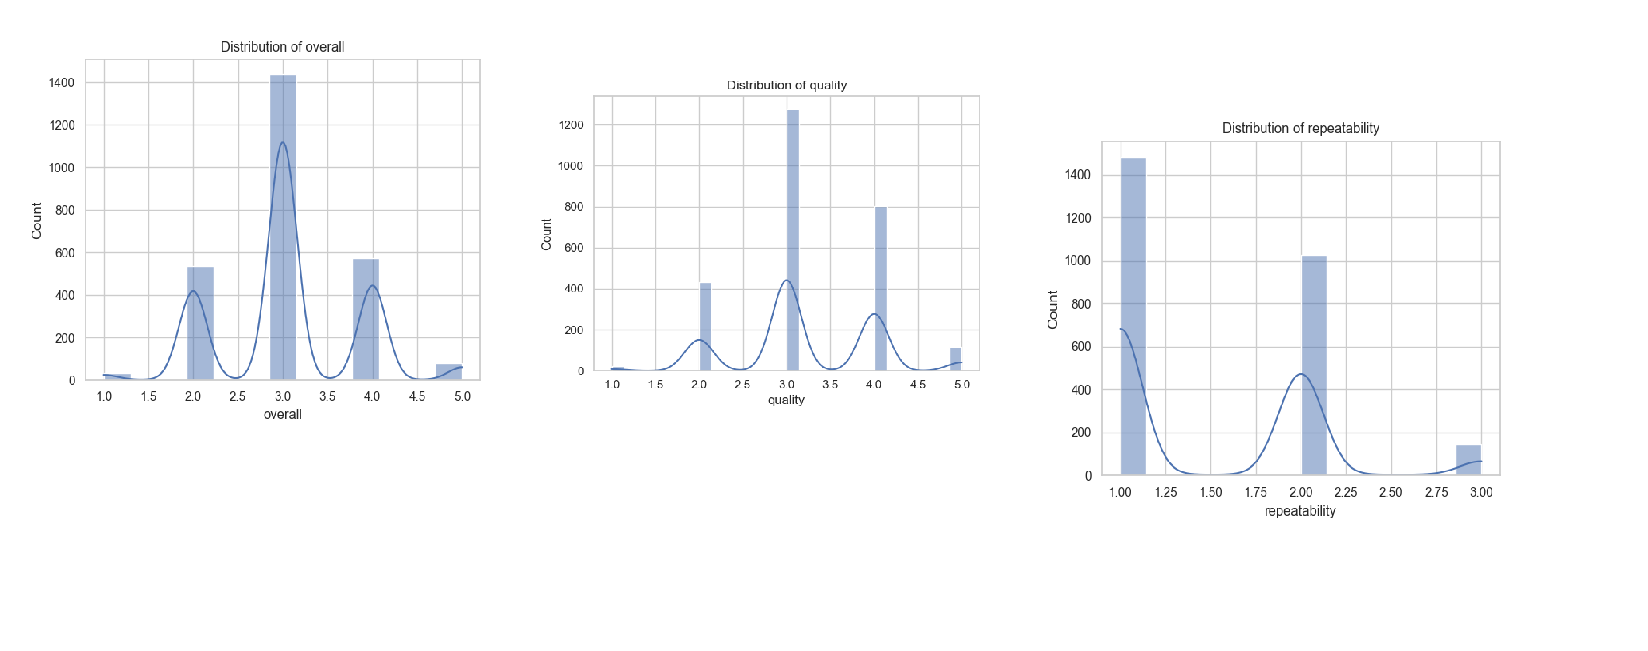 Distribution of overall
1400
1200
1000
800
600
400
200
0
Count
1.0 1.5 2.0 2.5 3.0 3.5 4.0 4.5 5.0
overall
Distribution of quality
1200
1000
800
600
400
200
0
Count
1.0 1.5 2.0 2.5 3.0 3.5 4.0 4.5 5.0
quality
Distribution of repeatability
1400
1200
1000
800
600
400
200
0
Count
1.00 1.25 1.50 1.75 2.00 2.25 2.50 2.75 3.00
repeatability